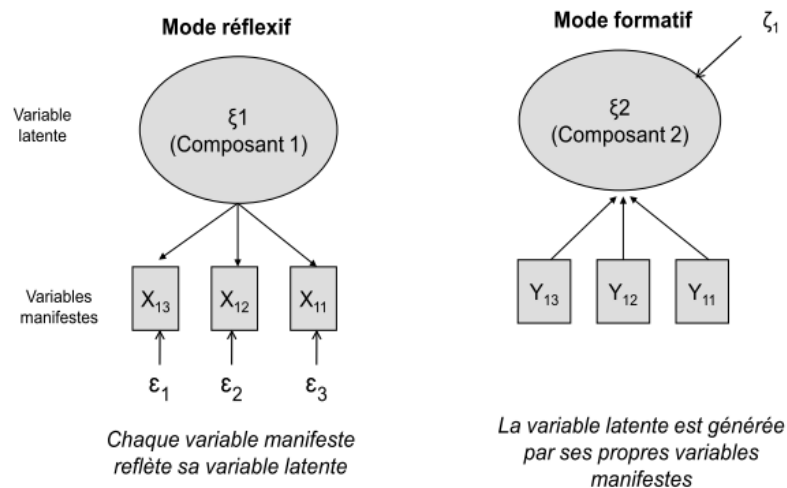 Mode réflexif
Mode formatif
ζ1
Variable
latente
ξ1
(Composant 1)
ξ2
(Composant 2)
Variables
manifestes
X13
X12
X11
Y13
Y12
Y11
ε1
ε2
ε3
Chaque variable manifeste
reflète sa variable latente
La variable latente est générée
par ses propres variables
manifestes